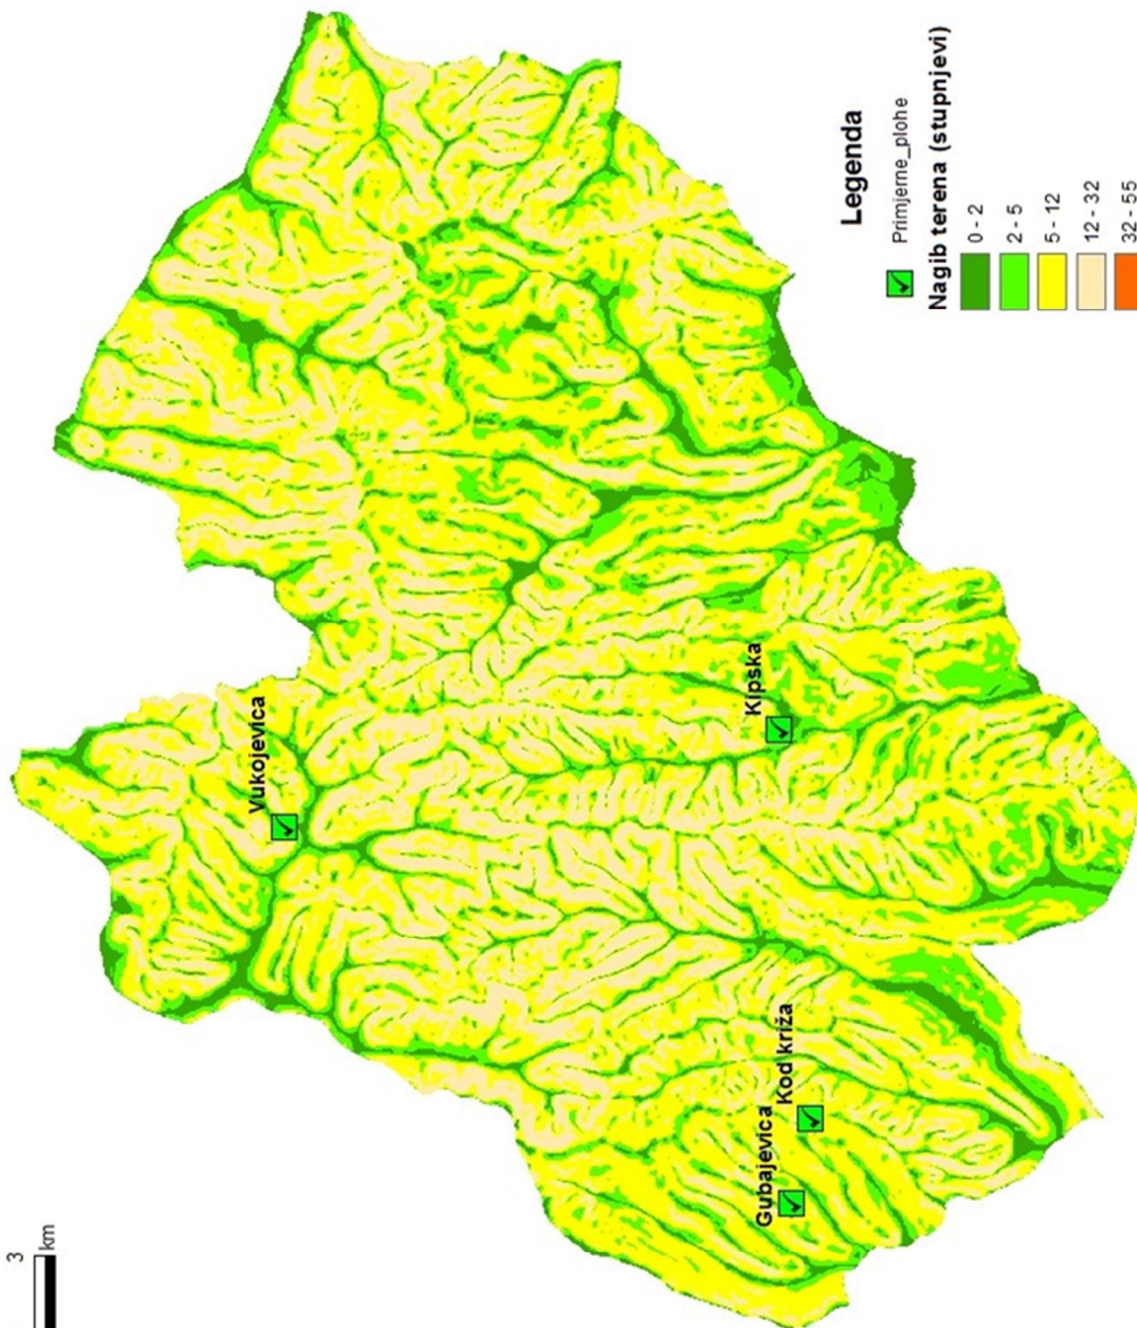 Vukojevica
Kipska
Kod križa
Gubajevica
Legenda
Primjerne_plohe
Nagib terena (stupnjevi)
0 - 2
2 - 5
5 - 12
12 - 32
32 - 55
3
km